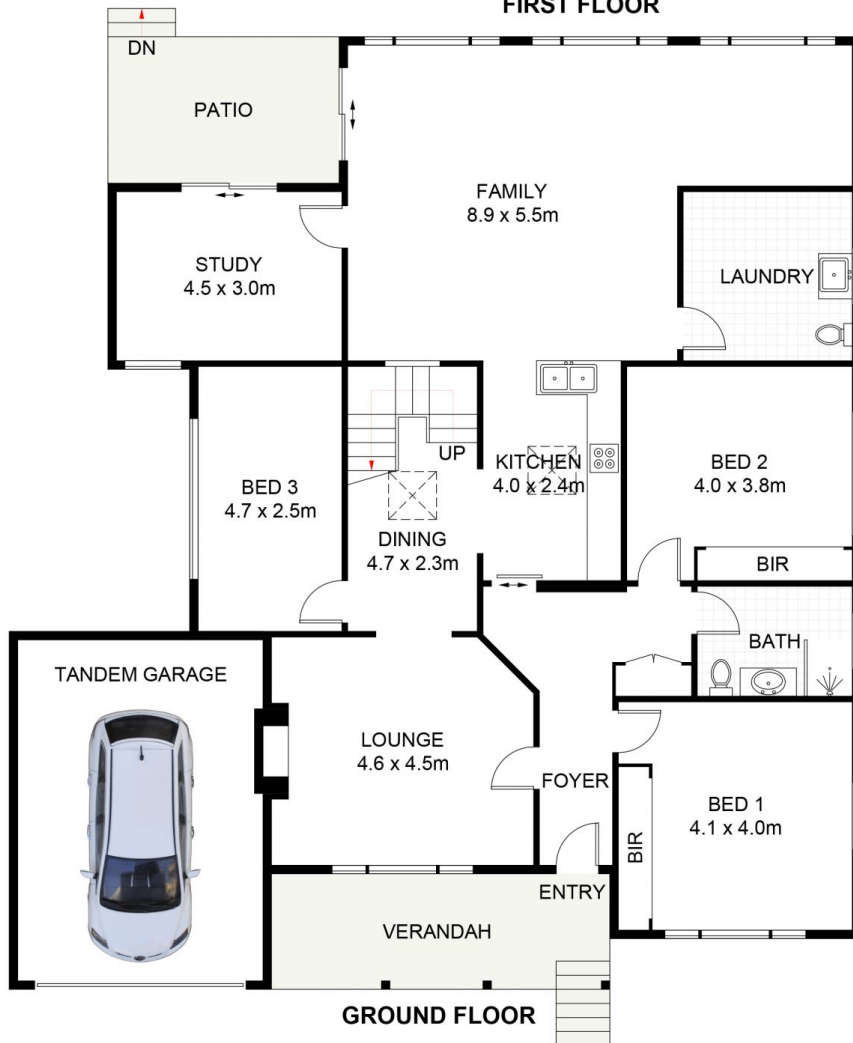 FIRST FLOOR
DN
PATIO
FAMILY
8.9 x 5.5m
STUDY
4.5 x 3.0m
LAUNDRY
UP
KITCHEN
4.0 x 2.4m
BED 2
4.0 x 3.8m
BED 3
4.7 x 2.5m
DINING
4.7 x 2.3m
BIR
BATH
TANDEM GARAGE
LOUNGE
4.6 x 4.5m
FOYER
BED 1
4.1 x 4.0m
BIR
ENTRY
VERANDAH
GROUND FLOOR